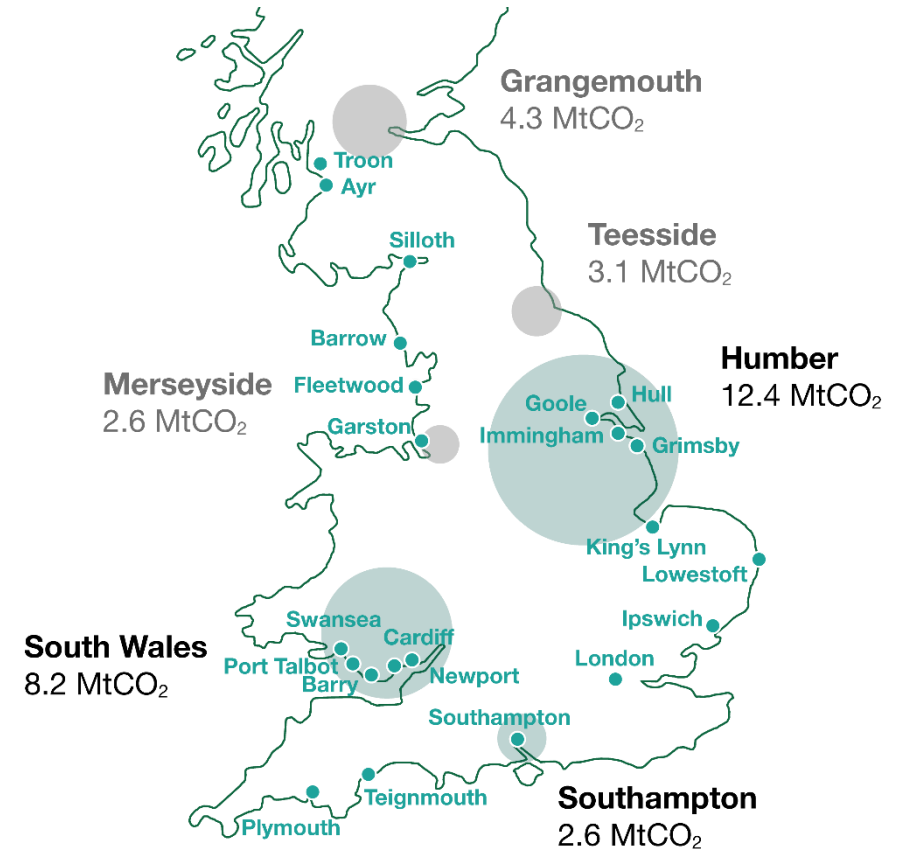 Grangemouth
4.3 MtCO₂
Troon
Ayr
Teesside
3.1 MtCO₂
Silloth
Barrow
Humber
12.4 MtCO₂
Merseyside
2.6 MtCO₂
Fleetwood
Hull
Goole
Garston
Immingham
Grimsby
King's Lynn
Lowestoft
Swansea
Ipswich
Cardiff
South Wales
8.2 MtCO₂
Port Talbot
London
Barry
Newport
Southampton
Teignmouth
Southampton
2.6 MtCO₂
Plymouth